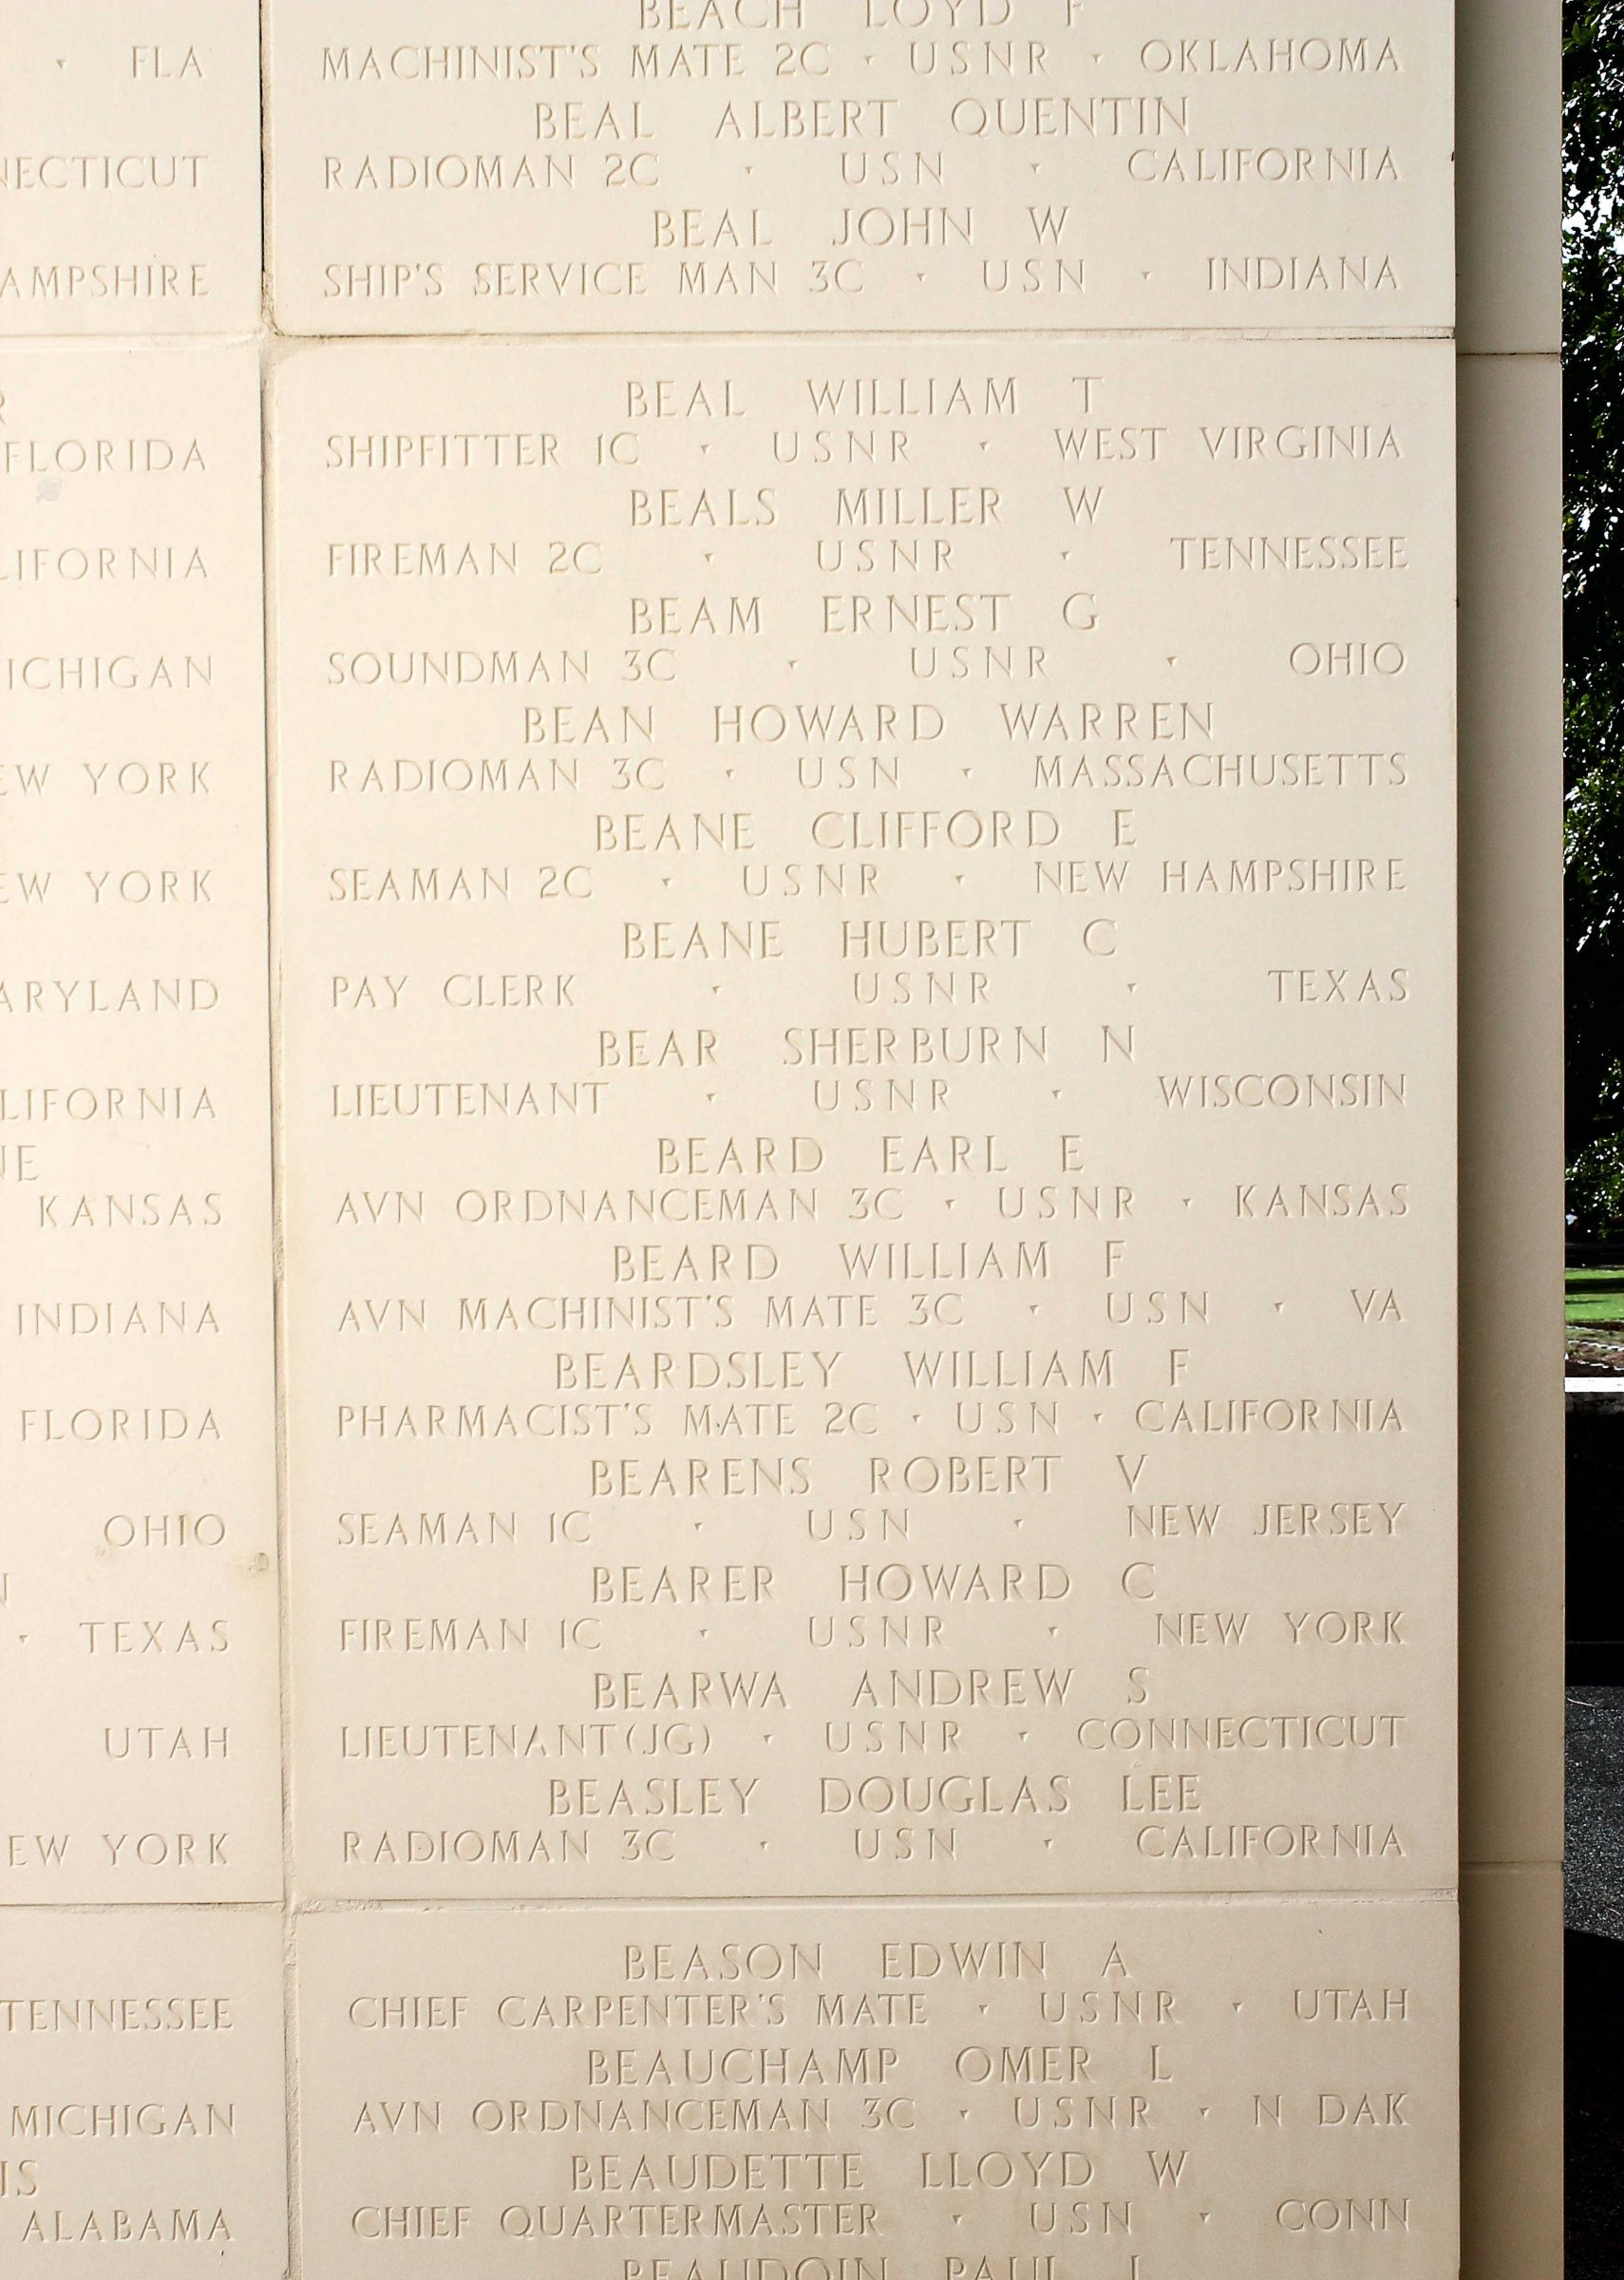 FLA
NECTICUT
AMPSHIRE
R
FLORIDA
LIFORNIA
ICHIGAN
EW YORK
EW YORK
ARYLAND
LIFORNIA
NE
KANSAS
INDIANA
FLORIDA
OHIO
N
· TEXAS
UTAH
EW YORK
TENNESSEE
MICHIGAN
IS
ALABAMA
BEACH LOYD F
MACHINIST'S MATE 2C · USNR · OKLAHOMA
BEAL ALBERT QUENTIN
RADIOMAN 2C · USN · CALIFORNIA
BEAL JOHN W
SHIP'S SERVICE MAN 3C · USN · INDIANA
BEAL WILLIAM T
SHIPFITTER 1C · USNR · WEST VIRGINIA
BEALS MILLER W
FIREMAN 2C · USNR · TENNESSEE
BEAM ERNEST G
SOUNDMAN 3C · USNR · OHIO
BEAN HOWARD WARREN
RADIOMAN 3C · USN · MASSACHUSETTS
BEANE CLIFFORD E
SEAMAN 2C · USNR · NEW HAMPSHIRE
BEANE HUBERT C
PAY CLERK · USNR · TEXAS
BEAR SHERBURN N
LIEUTENANT · USNR · WISCONSIN
BEARD EARL E
AVN ORDNANCEMAN 3C · USNR · KANSAS
BEARD WILLIAM F
AVN MACHINIST'S MATE 3C · USN · VA
BEARDSLEY WILLIAM F
PHARMACIST'S MATE 2C · USN · CALIFORNIA
BEARENS ROBERT V
SEAMAN 1C · USN · NEW JERSEY
BEARER HOWARD C
FIREMAN 1C · USNR · NEW YORK
BEARWA ANDREW S
LIEUTENANT(JG) · USNR · CONNECTICUT
BEASLEY DOUGLAS LEE
RADIOMAN 3C · USN · CALIFORNIA
BEASON EDWIN A
CHIEF CARPENTER'S MATE · USNR · UTAH
BEAUCHAMP OMER L
AVN ORDNANCEMAN 3C · USNR · N DAK
BEAUDETTE LLOYD W
CHIEF QUARTERMASTER · USN · CONN
BEAUDOIN PAUL